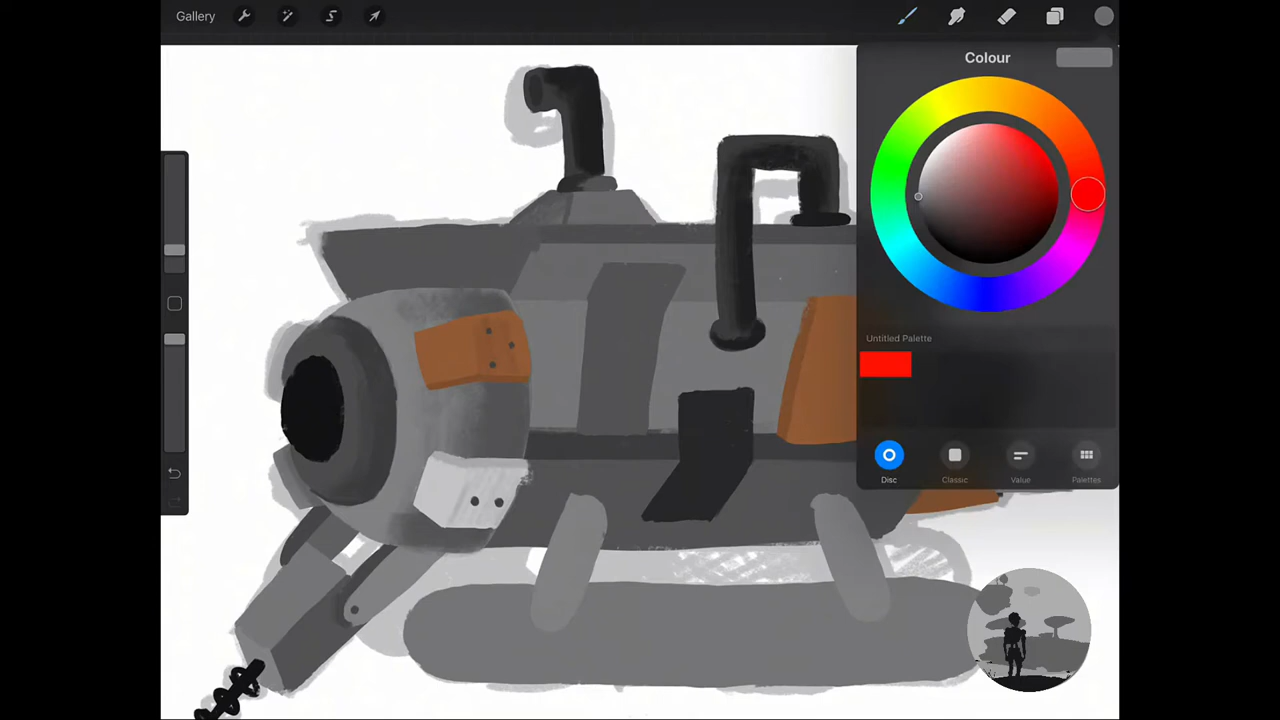 Gallery
Colour
Untitled Palette
Disc
Classic
Value
Palettes